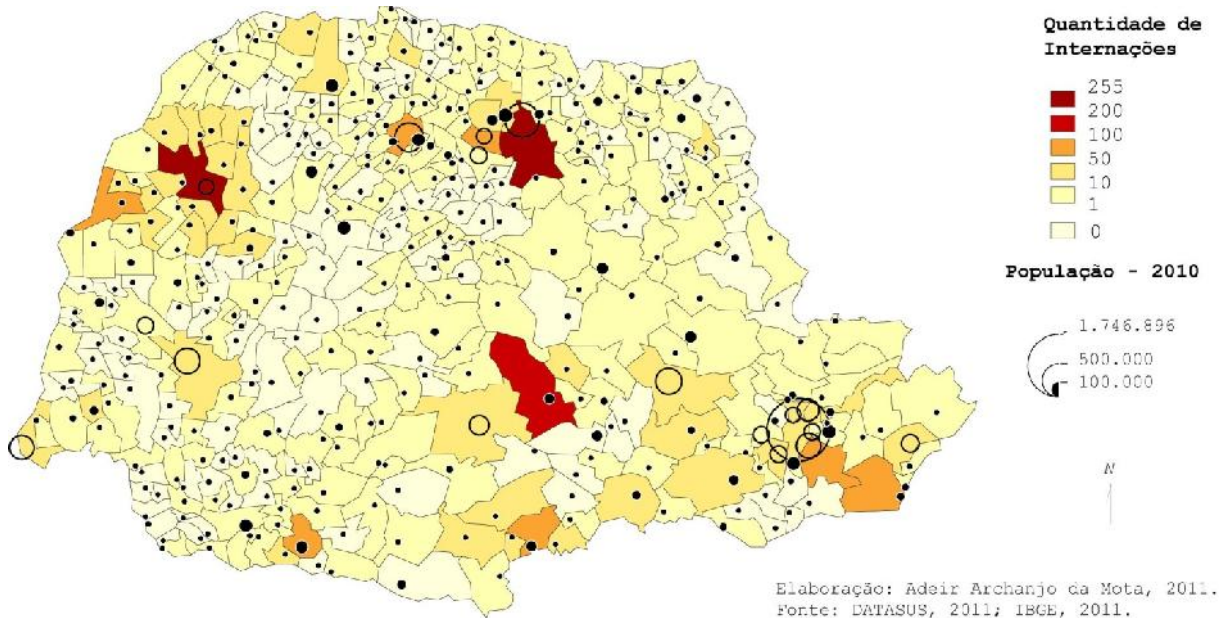 Quantidade de
Internações
255
200
100
50
10
1
0
População - 2010
1.746.896
500.000
100.000
N
Elaboração: Adeir Archanjo da Mota, 2011.
Fonte: DATASUS, 2011; IBGE, 2011.